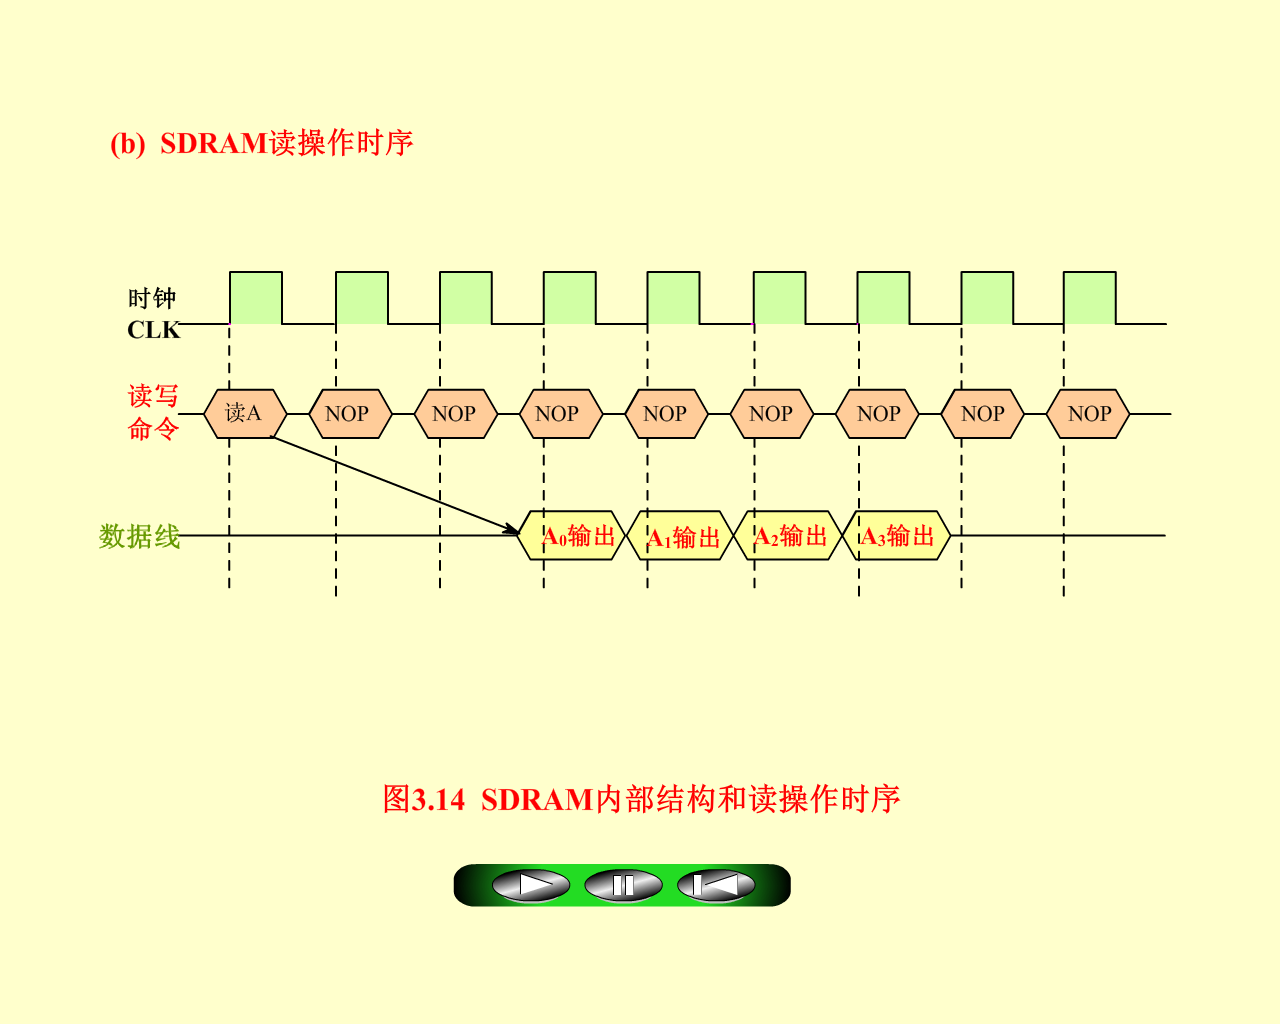 (b) SDRAM读操作时序
时钟
CLK
读写
命令
读A NOP NOP NOP NOP NOP NOP NOP NOP
数据线
A₀输出 A₁输出 A₂输出 A₃输出
图3.14 SDRAM内部结构和读操作时序